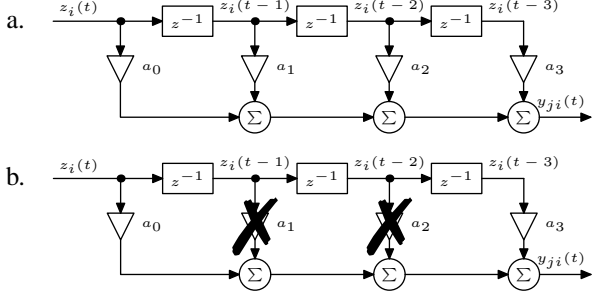 a.
z_i(t) z_i(t−1) z_i(t−2) z_i(t−3)
z⁻¹ z⁻¹ z⁻¹
a_0 a_1 a_2 a_3
y_{ji}(t)
Σ Σ Σ
b.
z_i(t) z_i(t−1) z_i(t−2) z_i(t−3)
z⁻¹ z⁻¹ z⁻¹
a_0 a_1 a_2 a_3
y_{ji}(t)
Σ Σ Σ